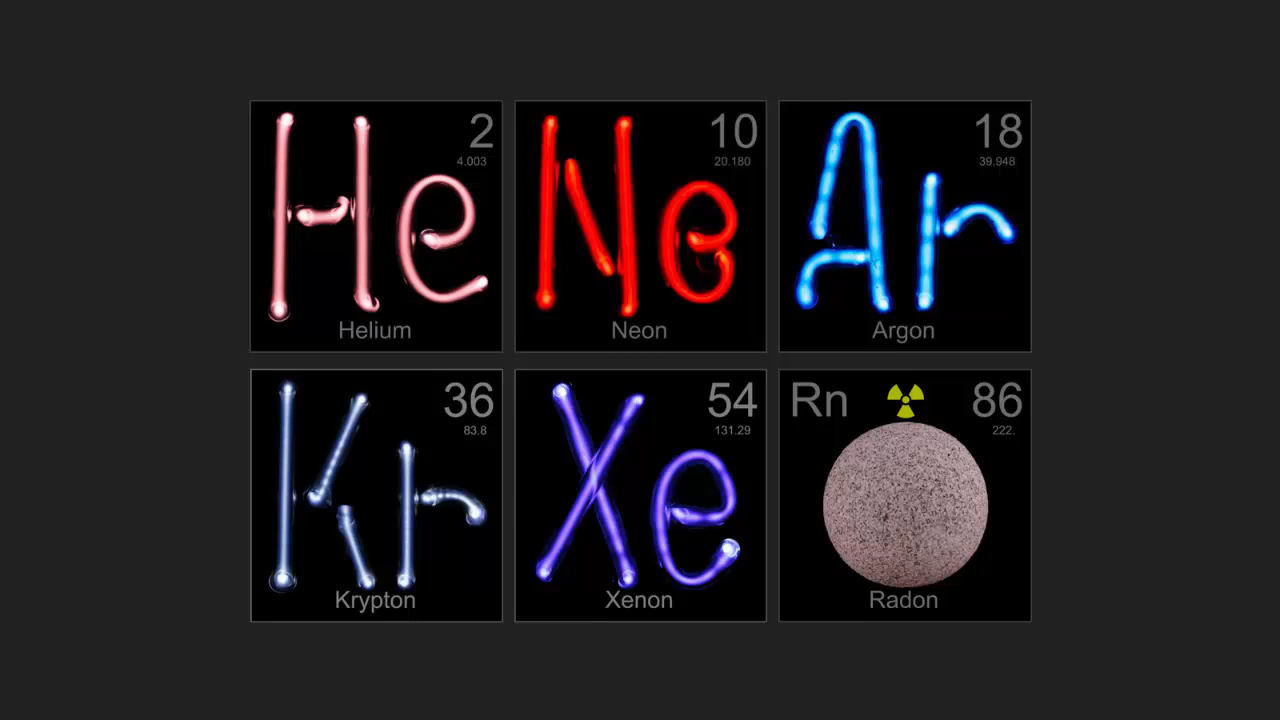 He
2
4.003
Helium
Ne
10
20.180
Neon
Ar
18
39.948
Argon
Kr
36
83.8
Krypton
Xe
54
131.29
Xenon
Rn
86
222.
Radon